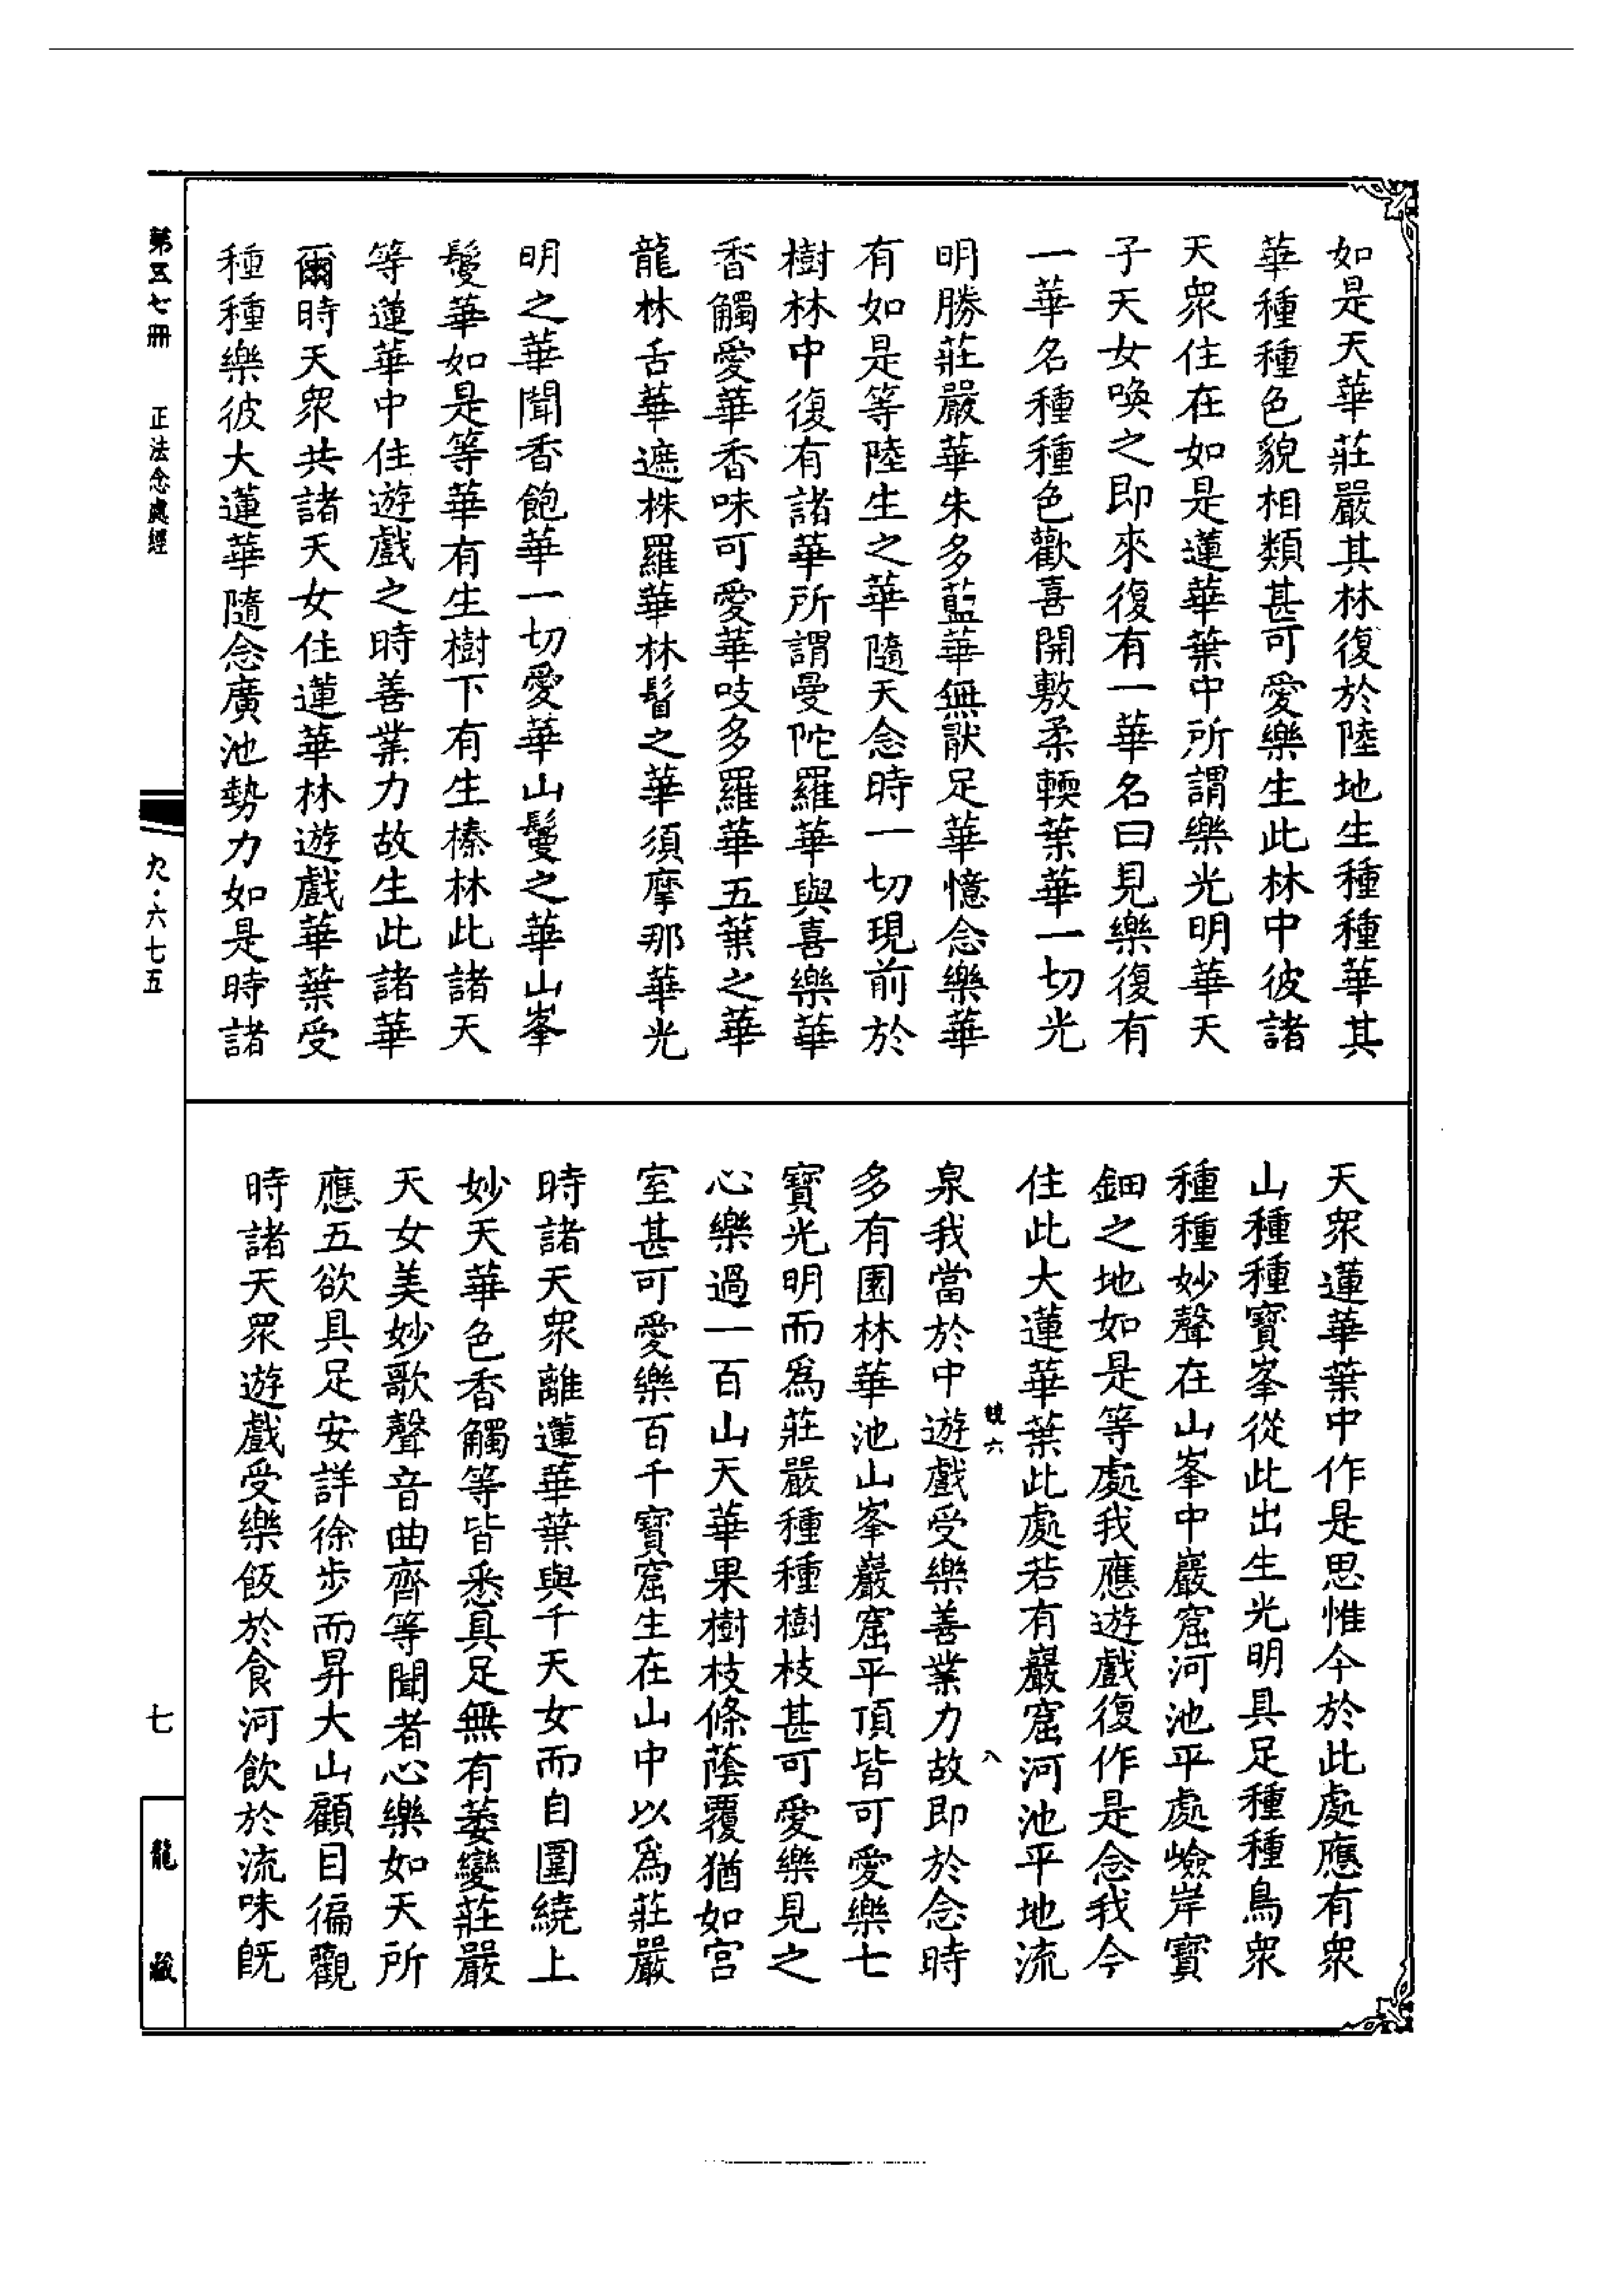 如是天華莊嚴其林復於陸地生種種華其
華種種色貌相類甚可愛樂生此林中彼諸
天眾住在如是蓮華葉中所謂樂光明華天
子天女喚之即來復有一華名曰見樂復有
一華名種種色歡喜開敷柔輭葉華一切光
明勝莊嚴華朱多藍華無猒足華憶念樂華
有如是等陸生之華隨天念時一切現前於
樹林中復有諸華所謂曼陀羅華與喜樂華
香觸愛華香味可愛華吱多羅華五葉之華
龍林舌華遮株羅華林髻之華須摩那華光
明之華聞香飽華一切愛華山鬘之華山峯
鬘華如是等華有生樹下有生榛林此諸天
等蓮華中住遊戲之時善業力故生此諸華
爾時天眾共諸天女住蓮華林遊戲華葉受
種種樂彼大蓮華隨念廣池勢力如是時諸
天眾蓮華葉中作是思惟今於此處應有眾
山種種寶峯從此出生光明具足種種鳥眾
種種妙聲在山峯中巖窟河池平處嶮岸寶
鈿之地如是等處我應遊戲復作是念我今
住此大蓮華葉此處若有巖窟河池平地流
號六 八
泉我當於中遊戲受樂善業力故即於念時
多有園林華池山峯巖窟平頂皆可愛樂七
寶光明而為莊嚴種種樹枝甚可愛樂見之
心樂過一百山天華果樹枝條蔭覆猶如宮
室甚可愛樂百千寶窟生在山中以為莊嚴
時諸天眾離蓮華葉與千天女而自圍繞上
妙天華色香觸等皆悉具足無有萎變莊嚴
天女美妙歌聲音曲齊等聞者心樂如天所
應五欲具足安詳徐步而昇大山顧目徧觀
時諸天眾遊戲受樂飯於食河飲於流味既
第五七冊 正法念處經
九·六七五
七
龍藏